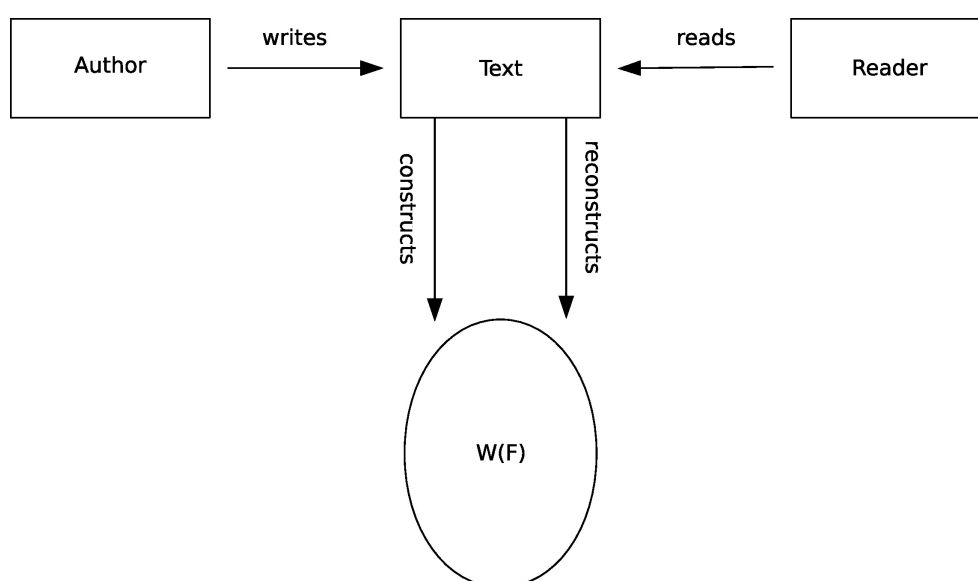 writes
reads
Author
Text
Reader
constructs
reconstructs
W(F)